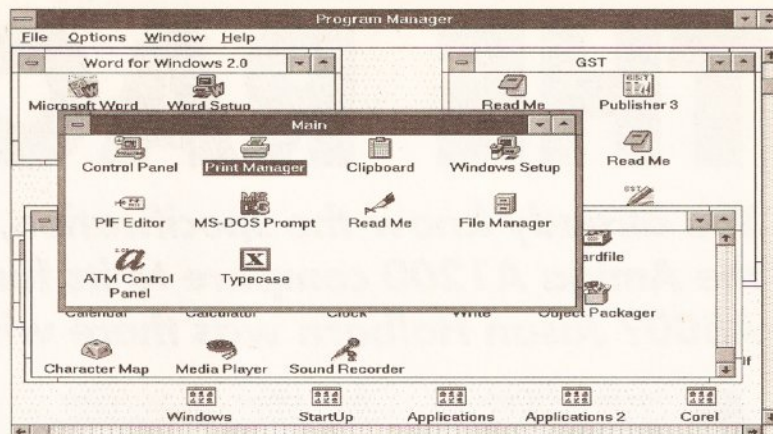 Program Manager
File Options Window Help
Word for Windows 2.0
GST
Microsoft Word Word Setup
Read Me Publisher 3
Main
Control Panel Print Manager Clipboard Windows Setup
Read Me
PIF Editor MS-DOS Prompt Read Me File Manager
ATM Control Panel Typecase
Calendar Calculator Clock Write Object Packager
Character Map Media Player Sound Recorder
Windows StartUp Applications Applications 2 Corel